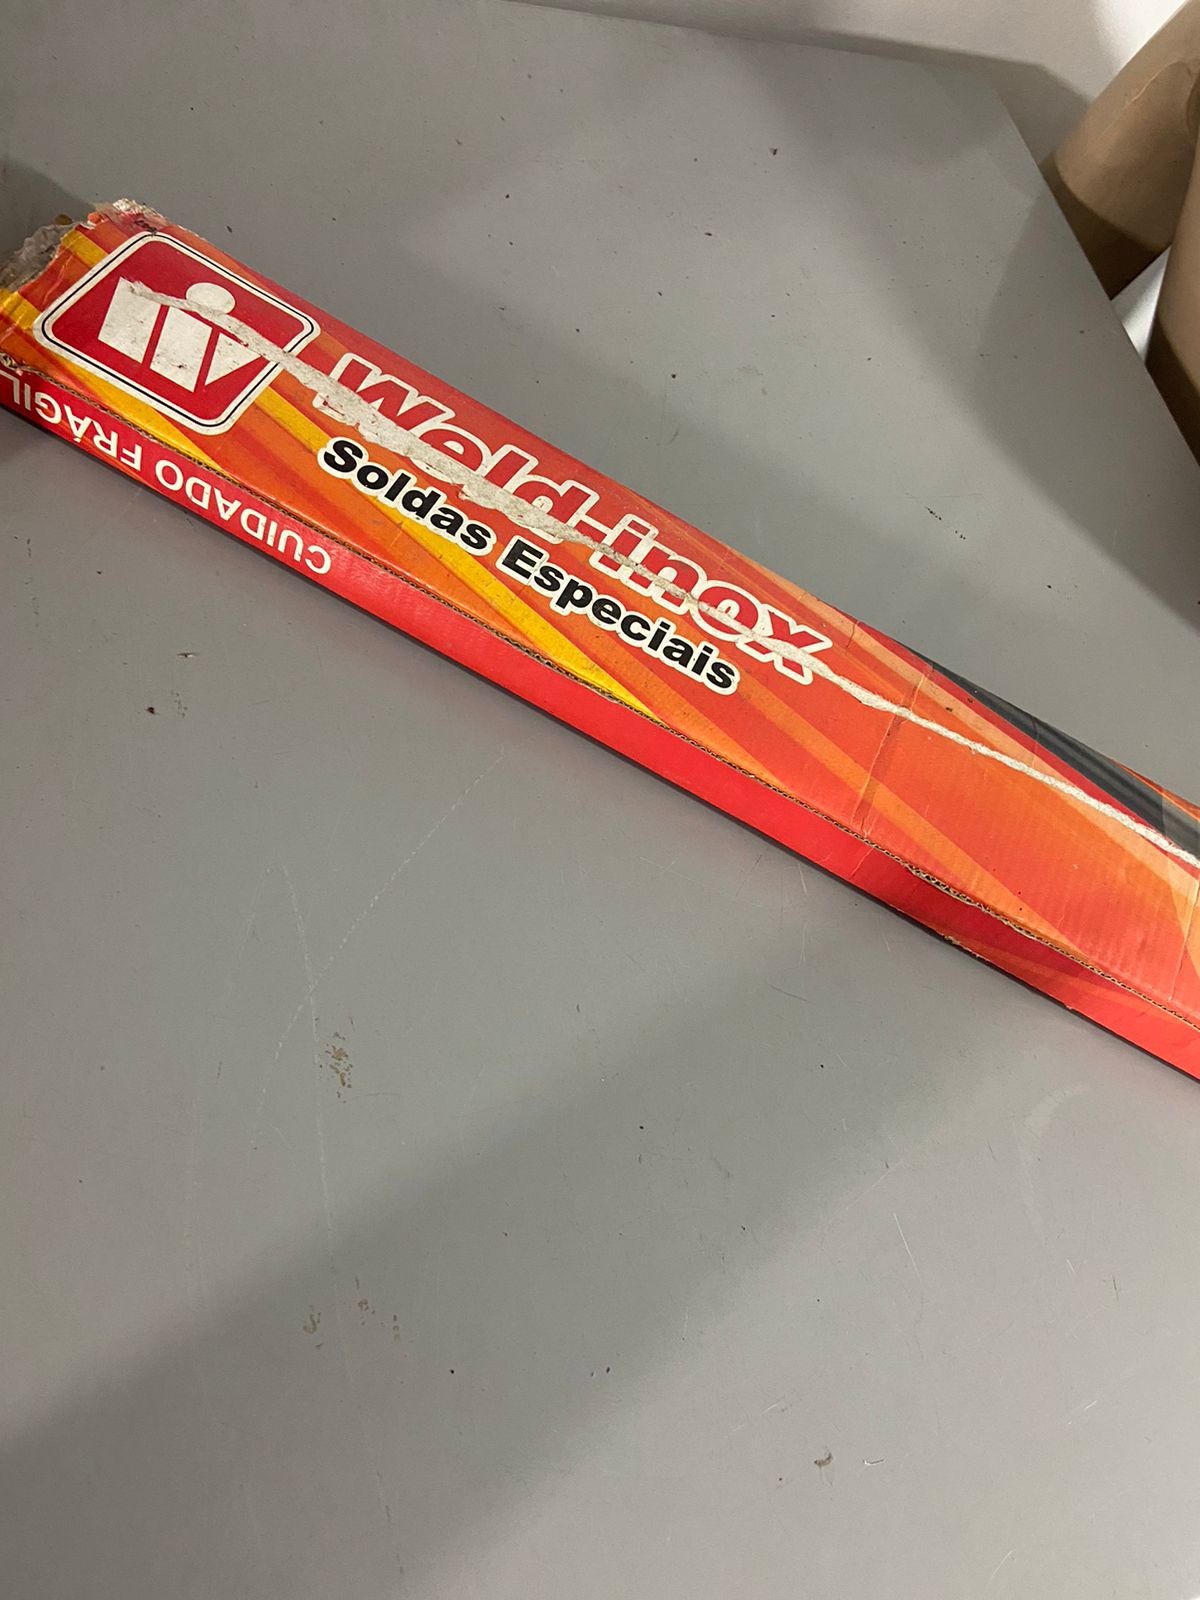 Weld-inox
Soldas Especiais
CUIDADO FRÁGIL